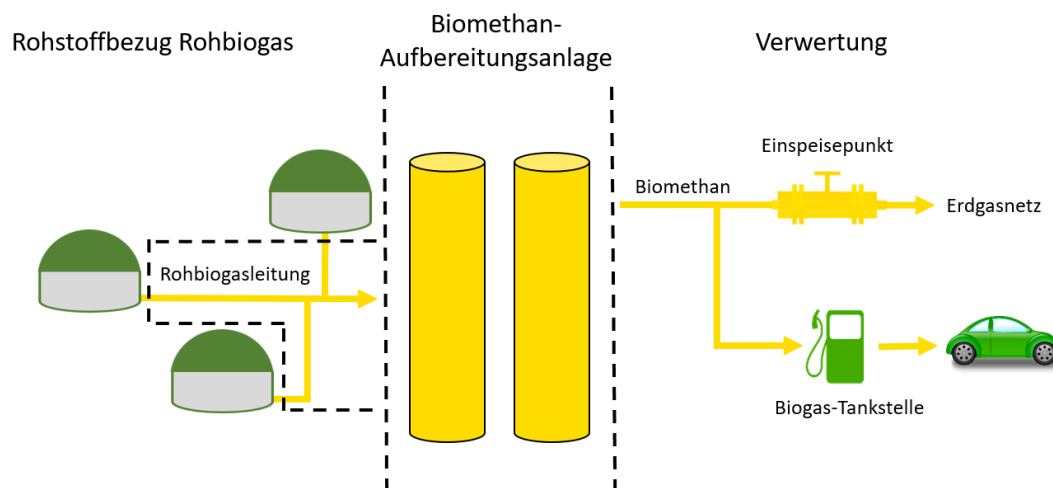 Rohstoffbezug Rohbiogas
Biomethan-
Aufbereitungsanlage
Verwertung
Einspeisepunkt
Biomethan
Erdgasnetz
Rohbiogasleitung
Biogas-Tankstelle